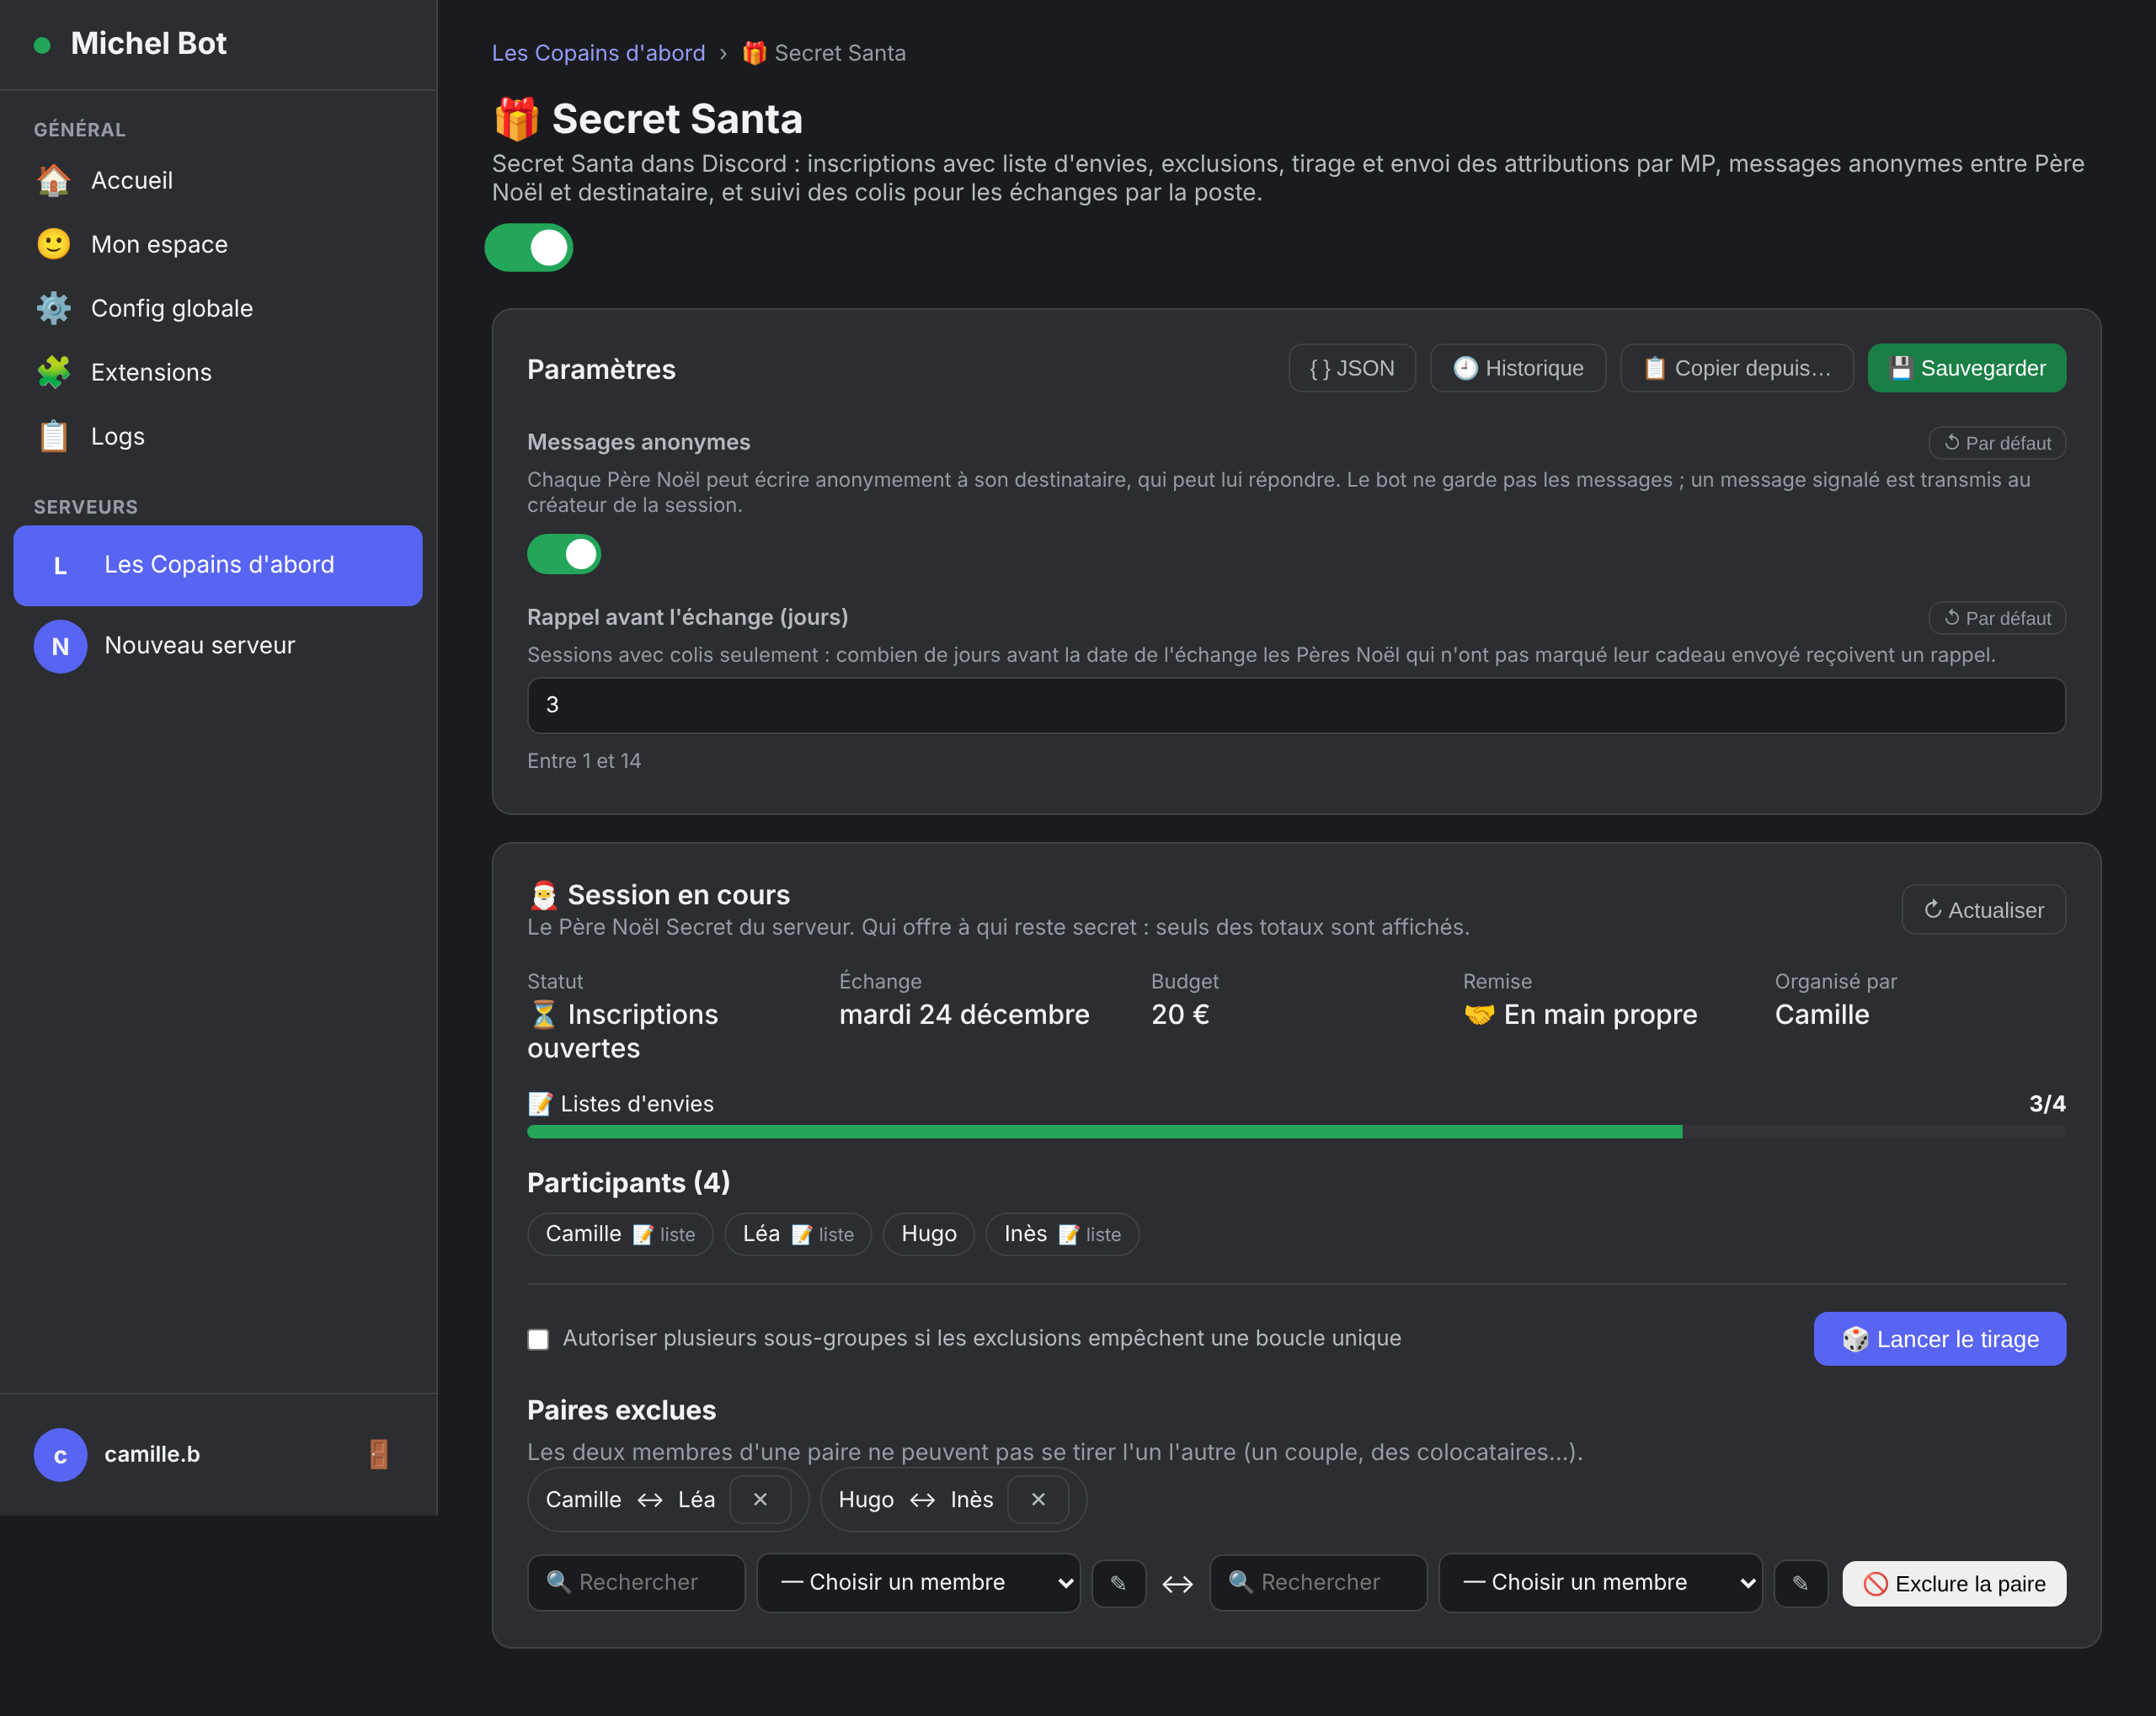 Michel Bot
GÉNÉRAL
🏠 Accueil
🙂 Mon espace
⚙️ Config globale
🧩 Extensions
📋 Logs
SERVEURS
L Les Copains d'abord
N Nouveau serveur
c camille.b
Les Copains d'abord › 🎁 Secret Santa
🎁 Secret Santa
Secret Santa dans Discord : inscriptions avec liste d'envies, exclusions, tirage et envoi des attributions par MP, messages anonymes entre Père
Noël et destinataire, et suivi des colis pour les échanges par la poste.
Paramètres
{ } JSON
🕘 Historique
📋 Copier depuis…
💾 Sauvegarder
Messages anonymes
↺ Par défaut
Chaque Père Noël peut écrire anonymement à son destinataire, qui peut lui répondre. Le bot ne garde pas les messages ; un message signalé est transmis au
créateur de la session.
Rappel avant l'échange (jours)
↺ Par défaut
Sessions avec colis seulement : combien de jours avant la date de l'échange les Pères Noël qui n'ont pas marqué leur cadeau envoyé reçoivent un rappel.
3
Entre 1 et 14
🎅 Session en cours
Le Père Noël Secret du serveur. Qui offre à qui reste secret : seuls des totaux sont affichés.
↻ Actualiser
Statut
⏳ Inscriptions
ouvertes
Échange
mardi 24 décembre
Budget
20 €
Remise
🤝 En main propre
Organisé par
Camille
📝 Listes d'envies
3/4
Participants (4)
Camille 📝 liste
Léa 📝 liste
Hugo
Inès 📝 liste
Autoriser plusieurs sous-groupes si les exclusions empêchent une boucle unique
🎲 Lancer le tirage
Paires exclues
Les deux membres d'une paire ne peuvent pas se tirer l'un l'autre (un couple, des colocataires…).
Camille ↔ Léa ✕
Hugo ↔ Inès ✕
🔍 Rechercher
— Choisir un membre
✎
↔
🔍 Rechercher
— Choisir un membre
✎
🚫 Exclure la paire